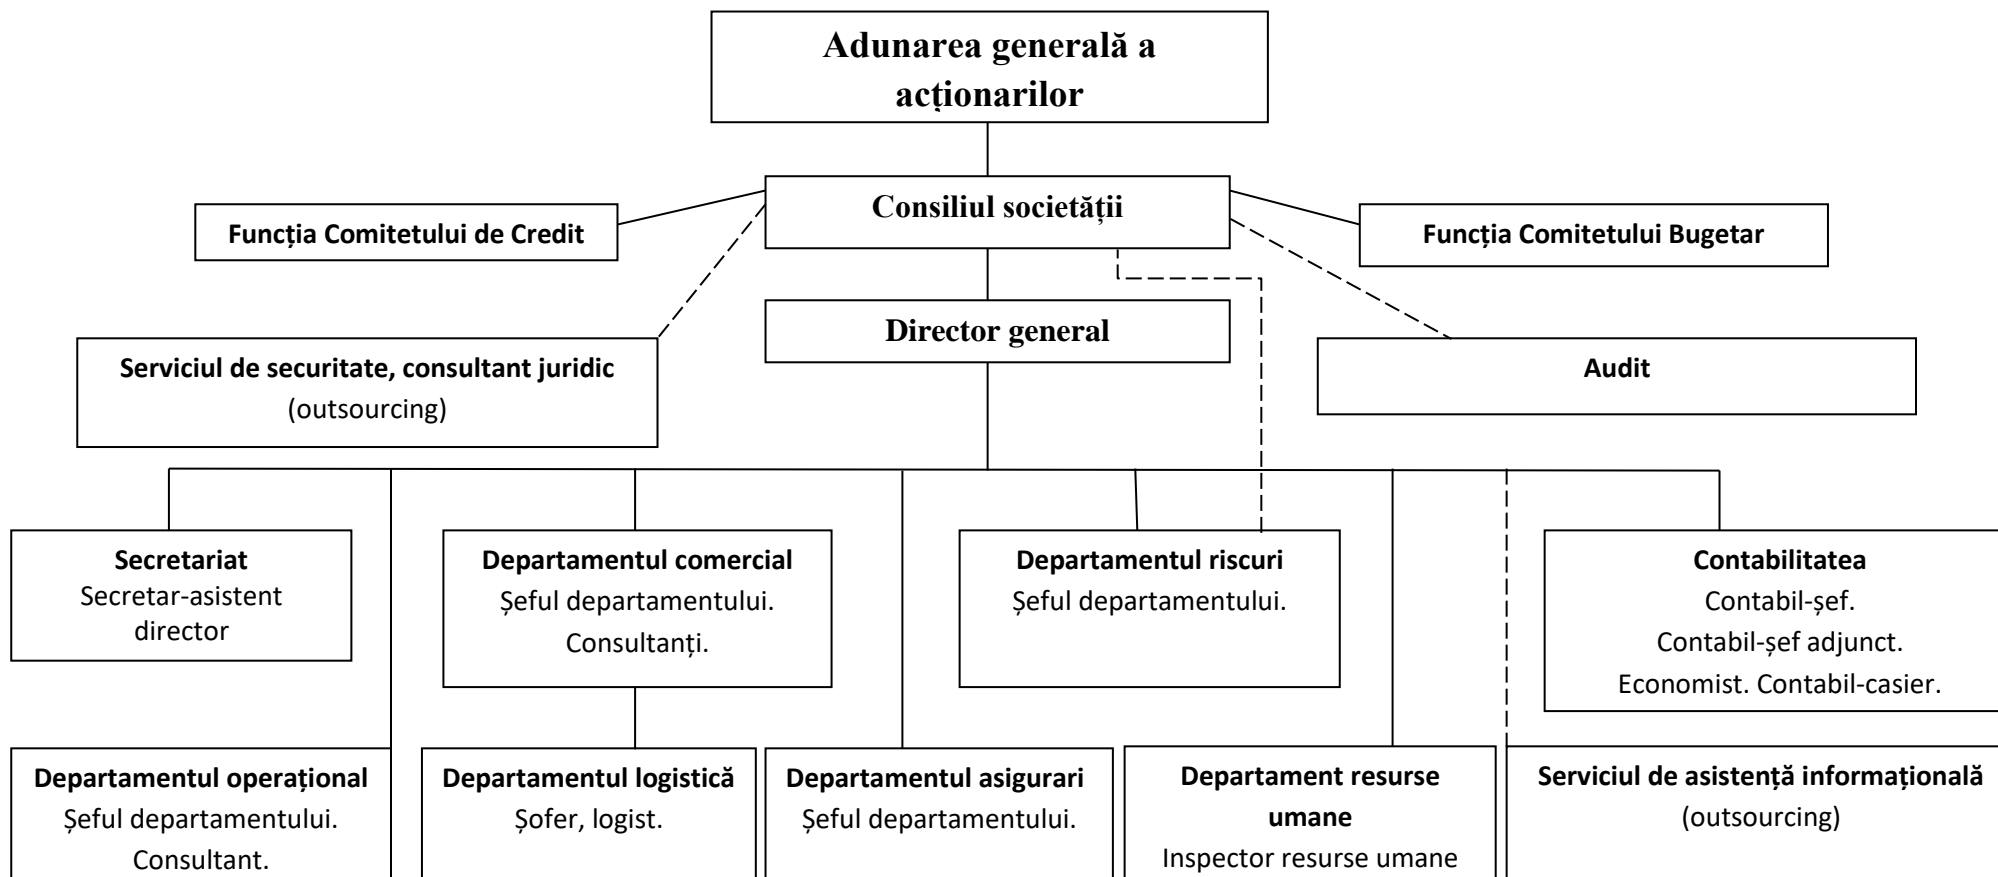 Adunarea generală a
acționarilor
Consiliul societății
Funcția Comitetului de Credit
Funcția Comitetului Bugetar
Director general
Serviciul de securitate, consultant juridic
(outsourcing)
Audit
Secretariat
Secretar-asistent
director
Departamentul comercial
Șeful departamentului.
Consultanți.
Departamentul riscuri
Șeful departamentului.
Contabilitatea
Contabil-șef.
Contabil-șef adjunct.
Economist. Contabil-casier.
Departamentul operațional
Șeful departamentului.
Consultant.
Departamentul logistică
Șofer, logist.
Departamentul asigurari
Șeful departamentului.
Departament resurse
umane
Inspector resurse umane
Serviciul de asistență informațională
(outsourcing)